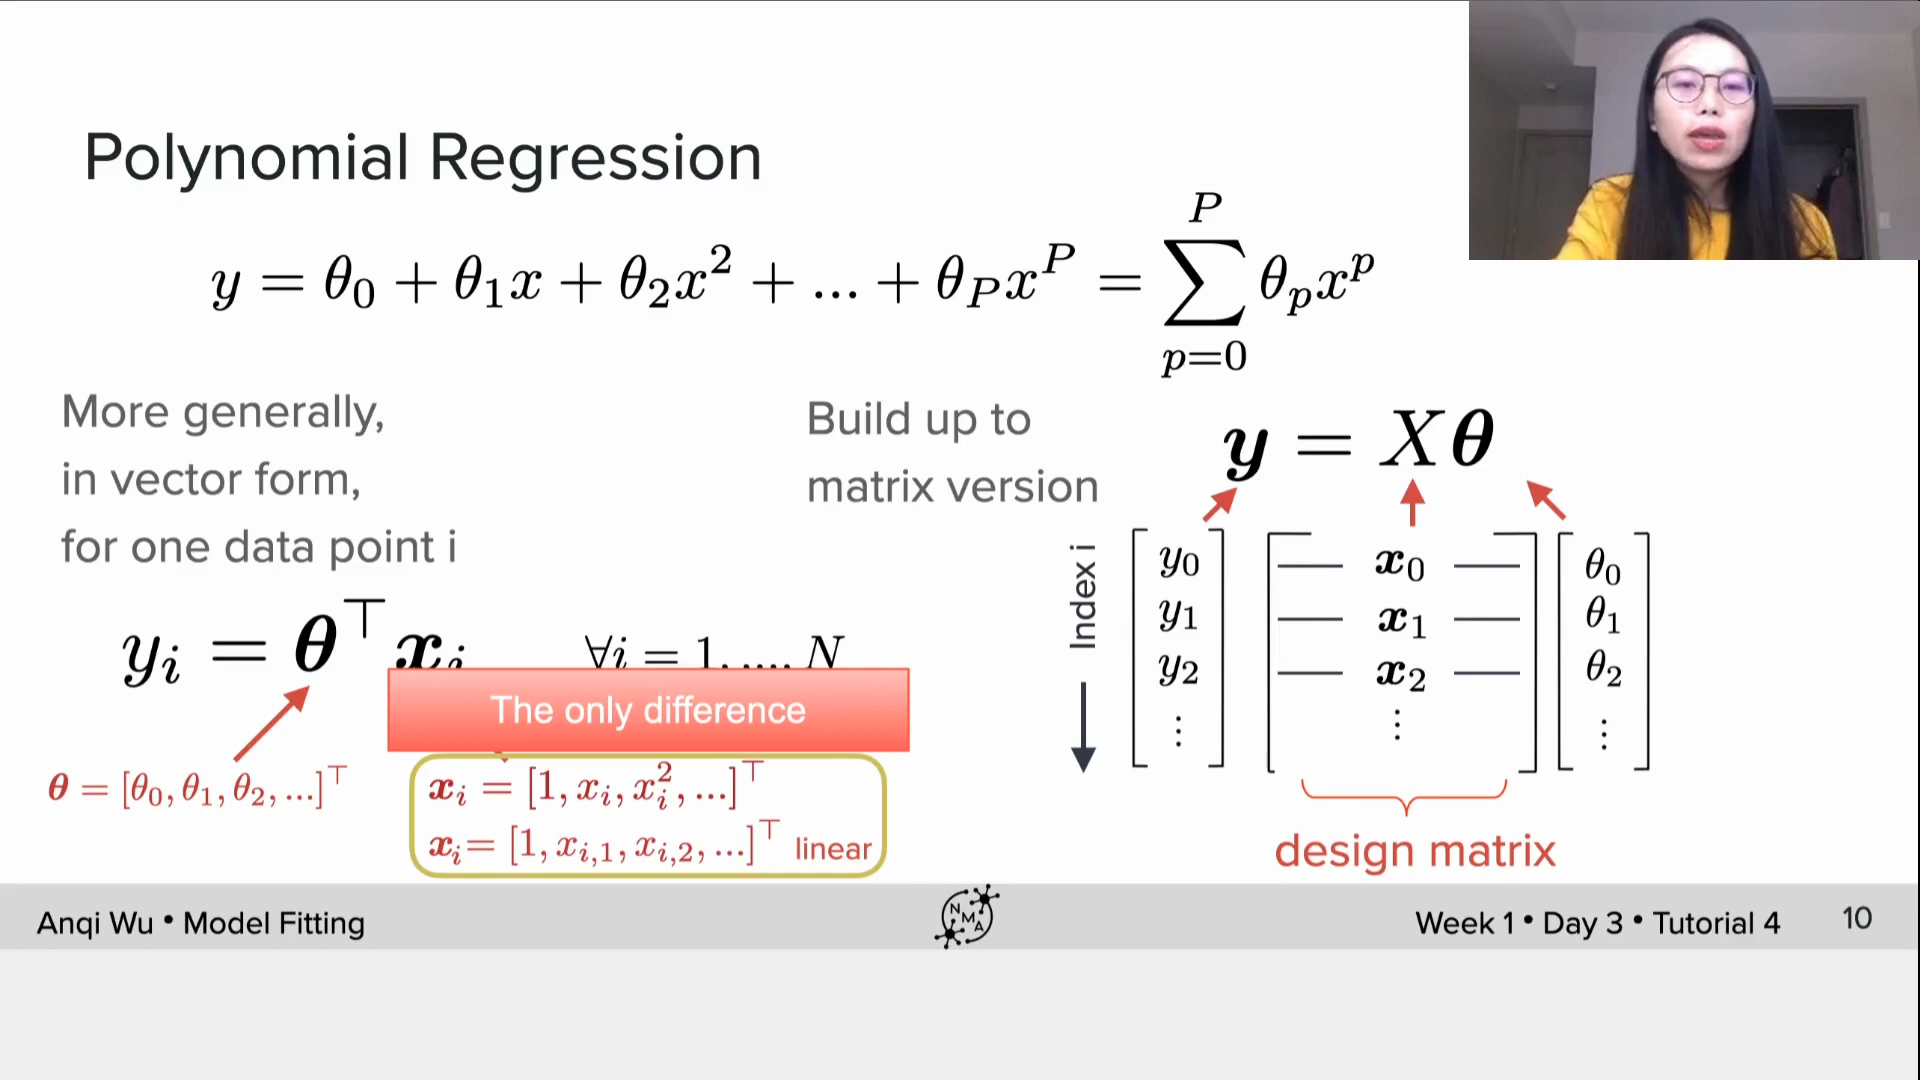 Polynomial Regression
y = θ₀ + θ₁x + θ₂x² + ... + θ_P x^P = ∑_{p=0}^{P} θ_p x^p
More generally,
in vector form,
for one data point i
Build up to
matrix version
y = Xθ
y_i = θ^⊤ x_i ∀i = 1, ..., N
The only difference
θ = [θ₀, θ₁, θ₂, ...]^⊤
x_i = [1, x_i, x_i², ...]^⊤
x_i = [1, x_{i,1}, x_{i,2}, ...]^⊤ linear
Index i
y₀ x₀ θ₀
y₁ x₁ θ₁
y₂ x₂ θ₂
⋮ ⋮ ⋮
design matrix
Anqi Wu • Model Fitting
NMA
Week 1 • Day 3 • Tutorial 4
10